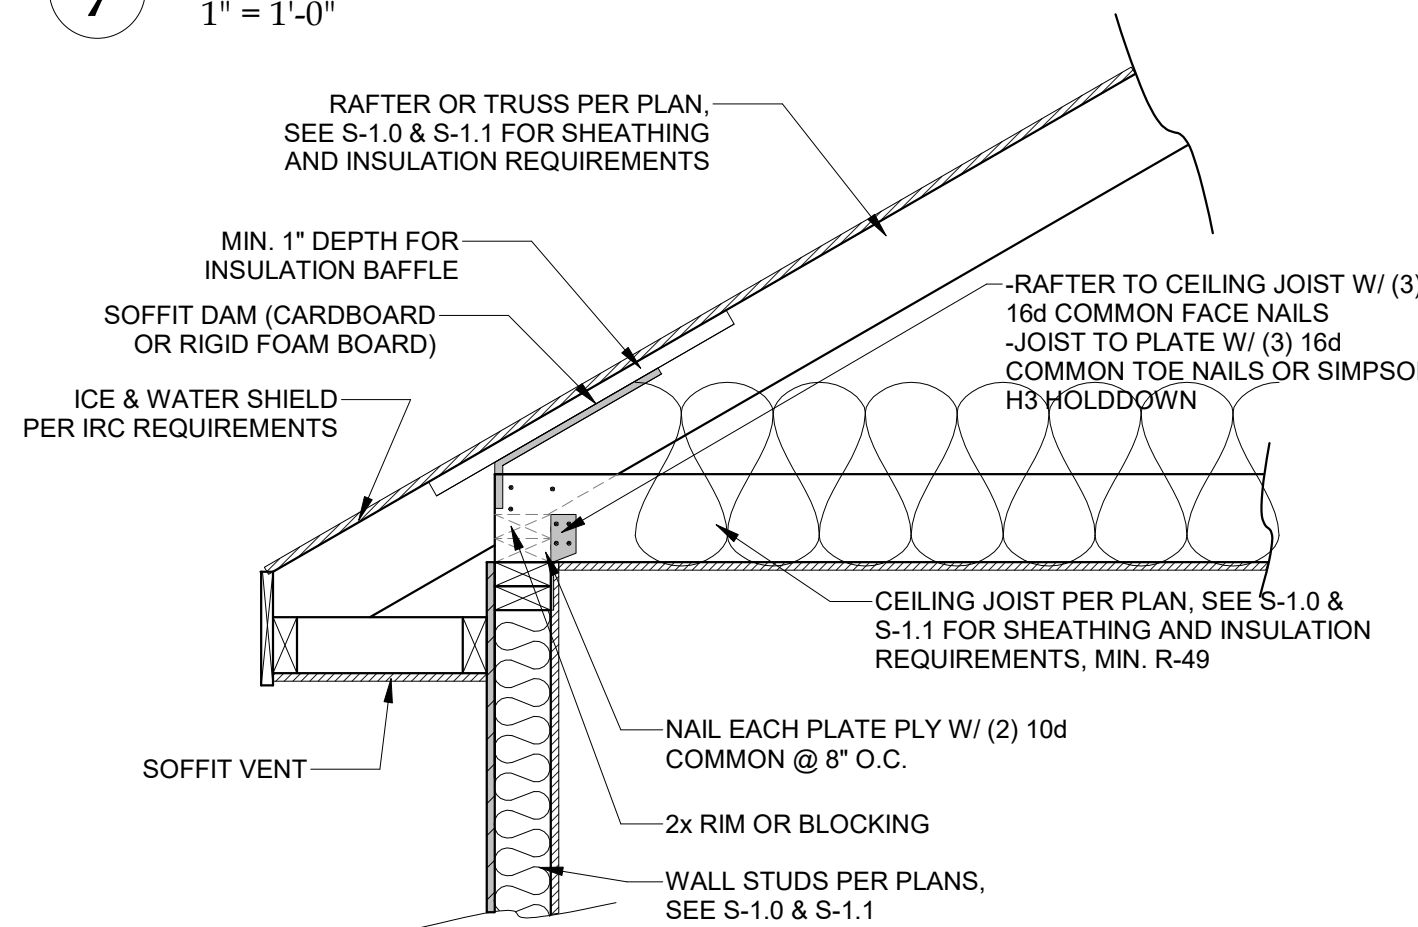 7
1" = 1'-0"
RAFTER OR TRUSS PER PLAN,
SEE S-1.0 & S-1.1 FOR SHEATHING
AND INSULATION REQUIREMENTS
MIN. 1" DEPTH FOR
INSULATION BAFFLE
SOFFIT DAM (CARDBOARD
OR RIGID FOAM BOARD)
ICE & WATER SHIELD
PER IRC REQUIREMENTS
-RAFTER TO CEILING JOIST W/ (3)
16d COMMON FACE NAILS
-JOIST TO PLATE W/ (3) 16d
COMMON TOE NAILS OR SIMPSO
H3 HOLDDOWN
CEILING JOIST PER PLAN, SEE S-1.0 &
S-1.1 FOR SHEATHING AND INSULATION
REQUIREMENTS, MIN. R-49
NAIL EACH PLATE PLY W/ (2) 10d
COMMON @ 8" O.C.
SOFFIT VENT
2x RIM OR BLOCKING
WALL STUDS PER PLANS,
SEE S-1.0 & S-1.1